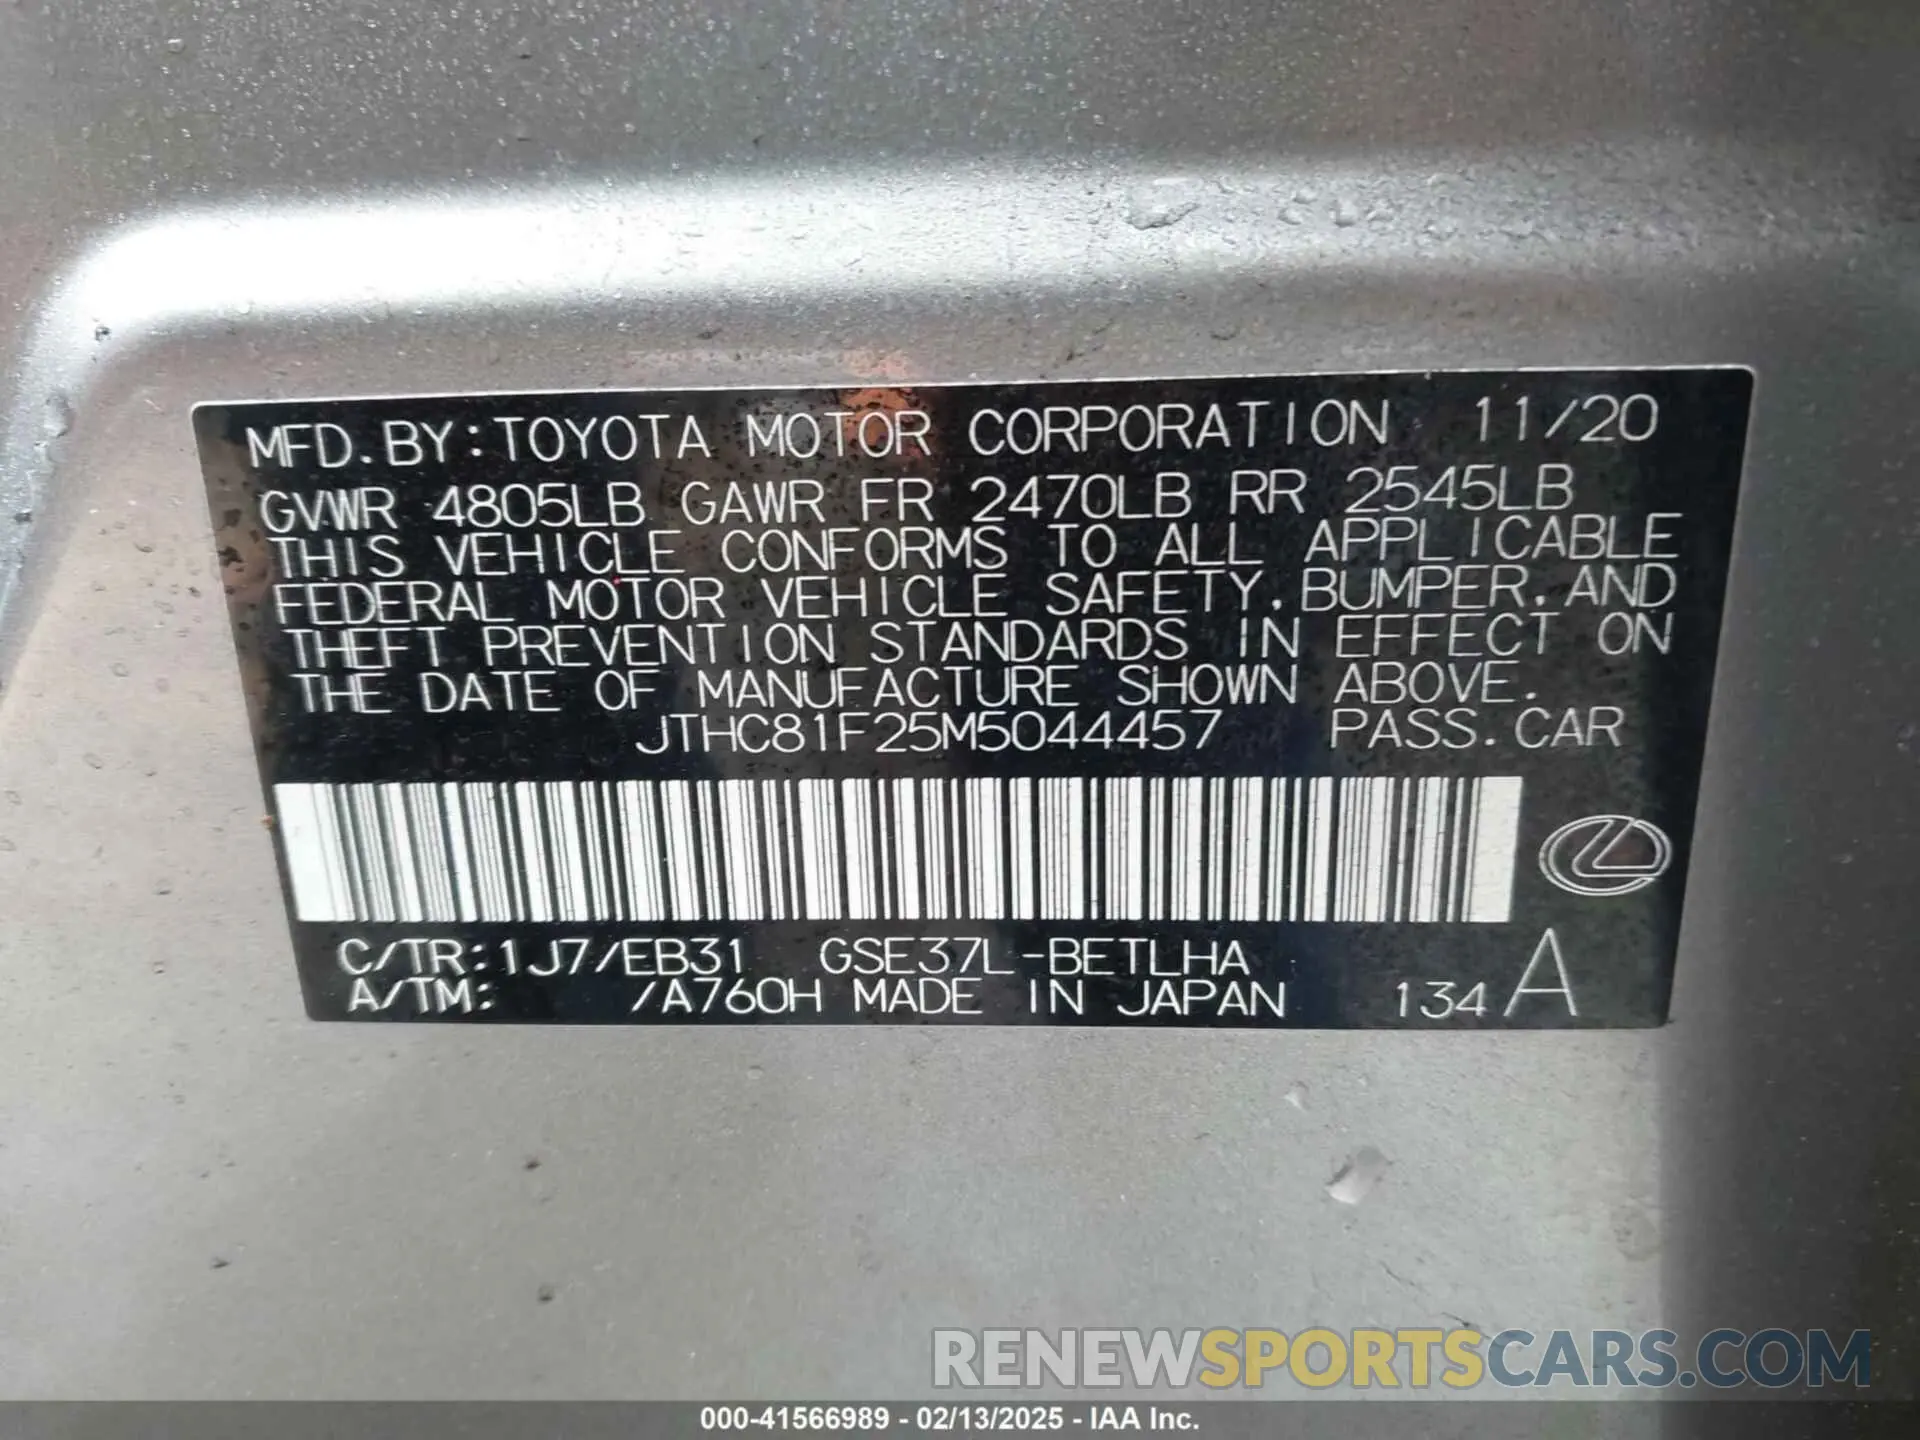 MFD. BY: TOYOTA MOTOR CORPORATION 11/20
GVWR 4805LB GAWR FR 2470LB RR 2545LB
THIS VEHICLE CONFORMS TO ALL APPLICABLE
FEDERAL MOTOR VEHICLE SAFETY, BUMPER, AND
THEFT PREVENTION STANDARDS IN EFFECT ON
THE DATE OF MANUFACTURE SHOWN ABOVE.
JTHC81F25M5044457 PASS. CAR
C/TR: 1J7/EB31 GSE37L-BETLHA
A/TM: /A760H MADE IN JAPAN 134 A
RENEWSPORTSCARS.COM
000-41566989 - 02/13/2025 - IAA Inc.